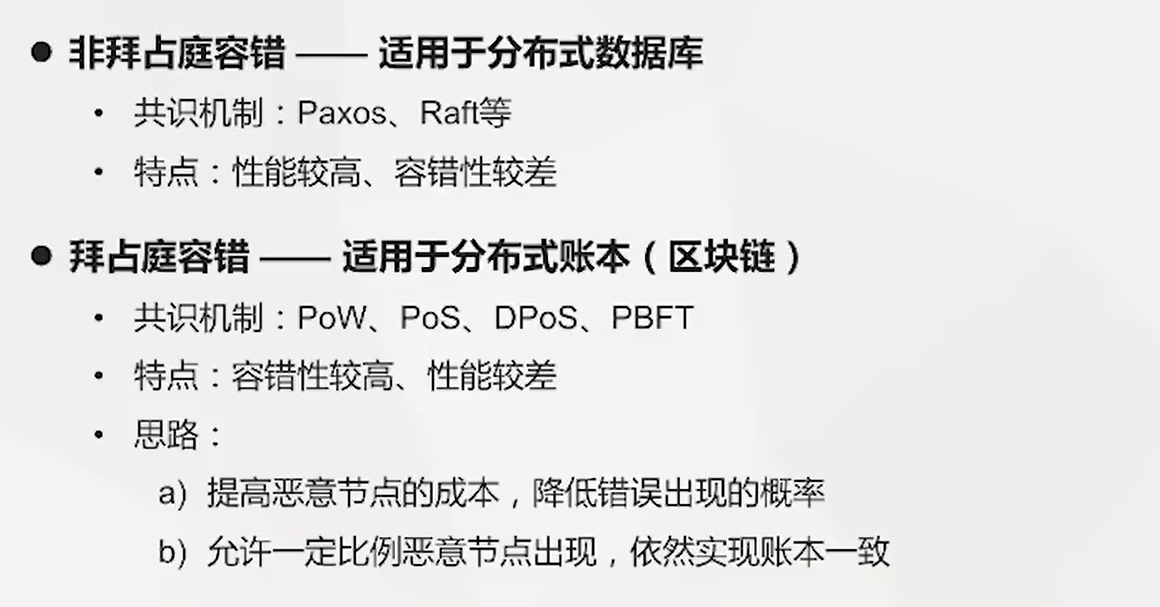 ● 非拜占庭容错 —— 适用于分布式数据库
• 共识机制：Paxos、Raft等
• 特点：性能较高、容错性较差
● 拜占庭容错 —— 适用于分布式账本（区块链）
• 共识机制：PoW、PoS、DPoS、PBFT
• 特点：容错性较高、性能较差
• 思路：
a) 提高恶意节点的成本，降低错误出现的概率
b) 允许一定比例恶意节点出现，依然实现账本一致